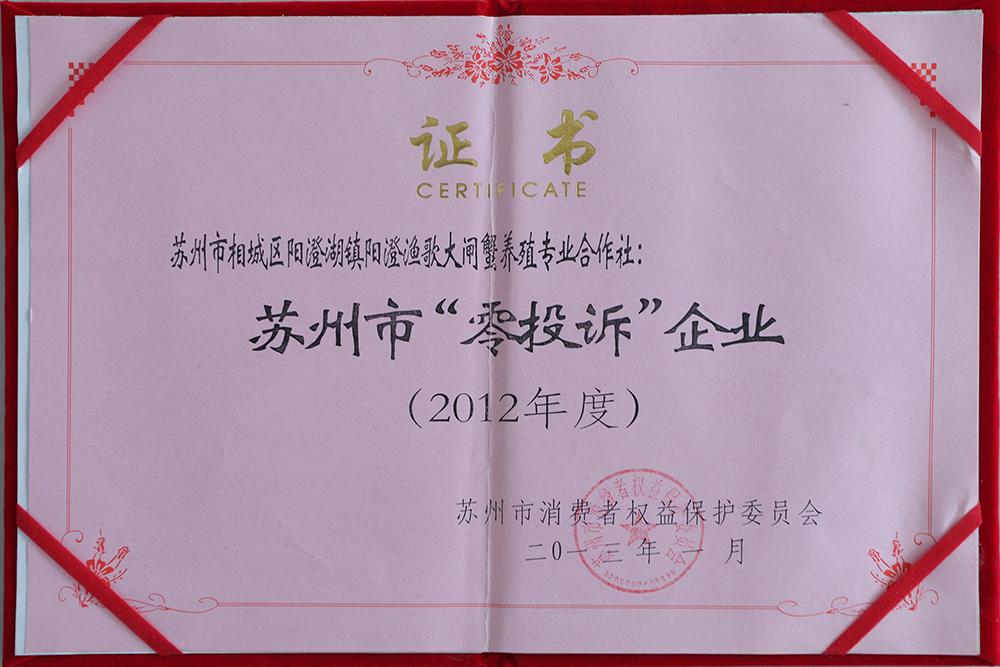 证书
CERTIFICATE
苏州市相城区阳澄湖镇阳澄渔歌大闸蟹养殖专业合作社：
苏州市“零投诉”企业
（2012年度）
苏州市消费者权益保护委员会
二0一三年一月